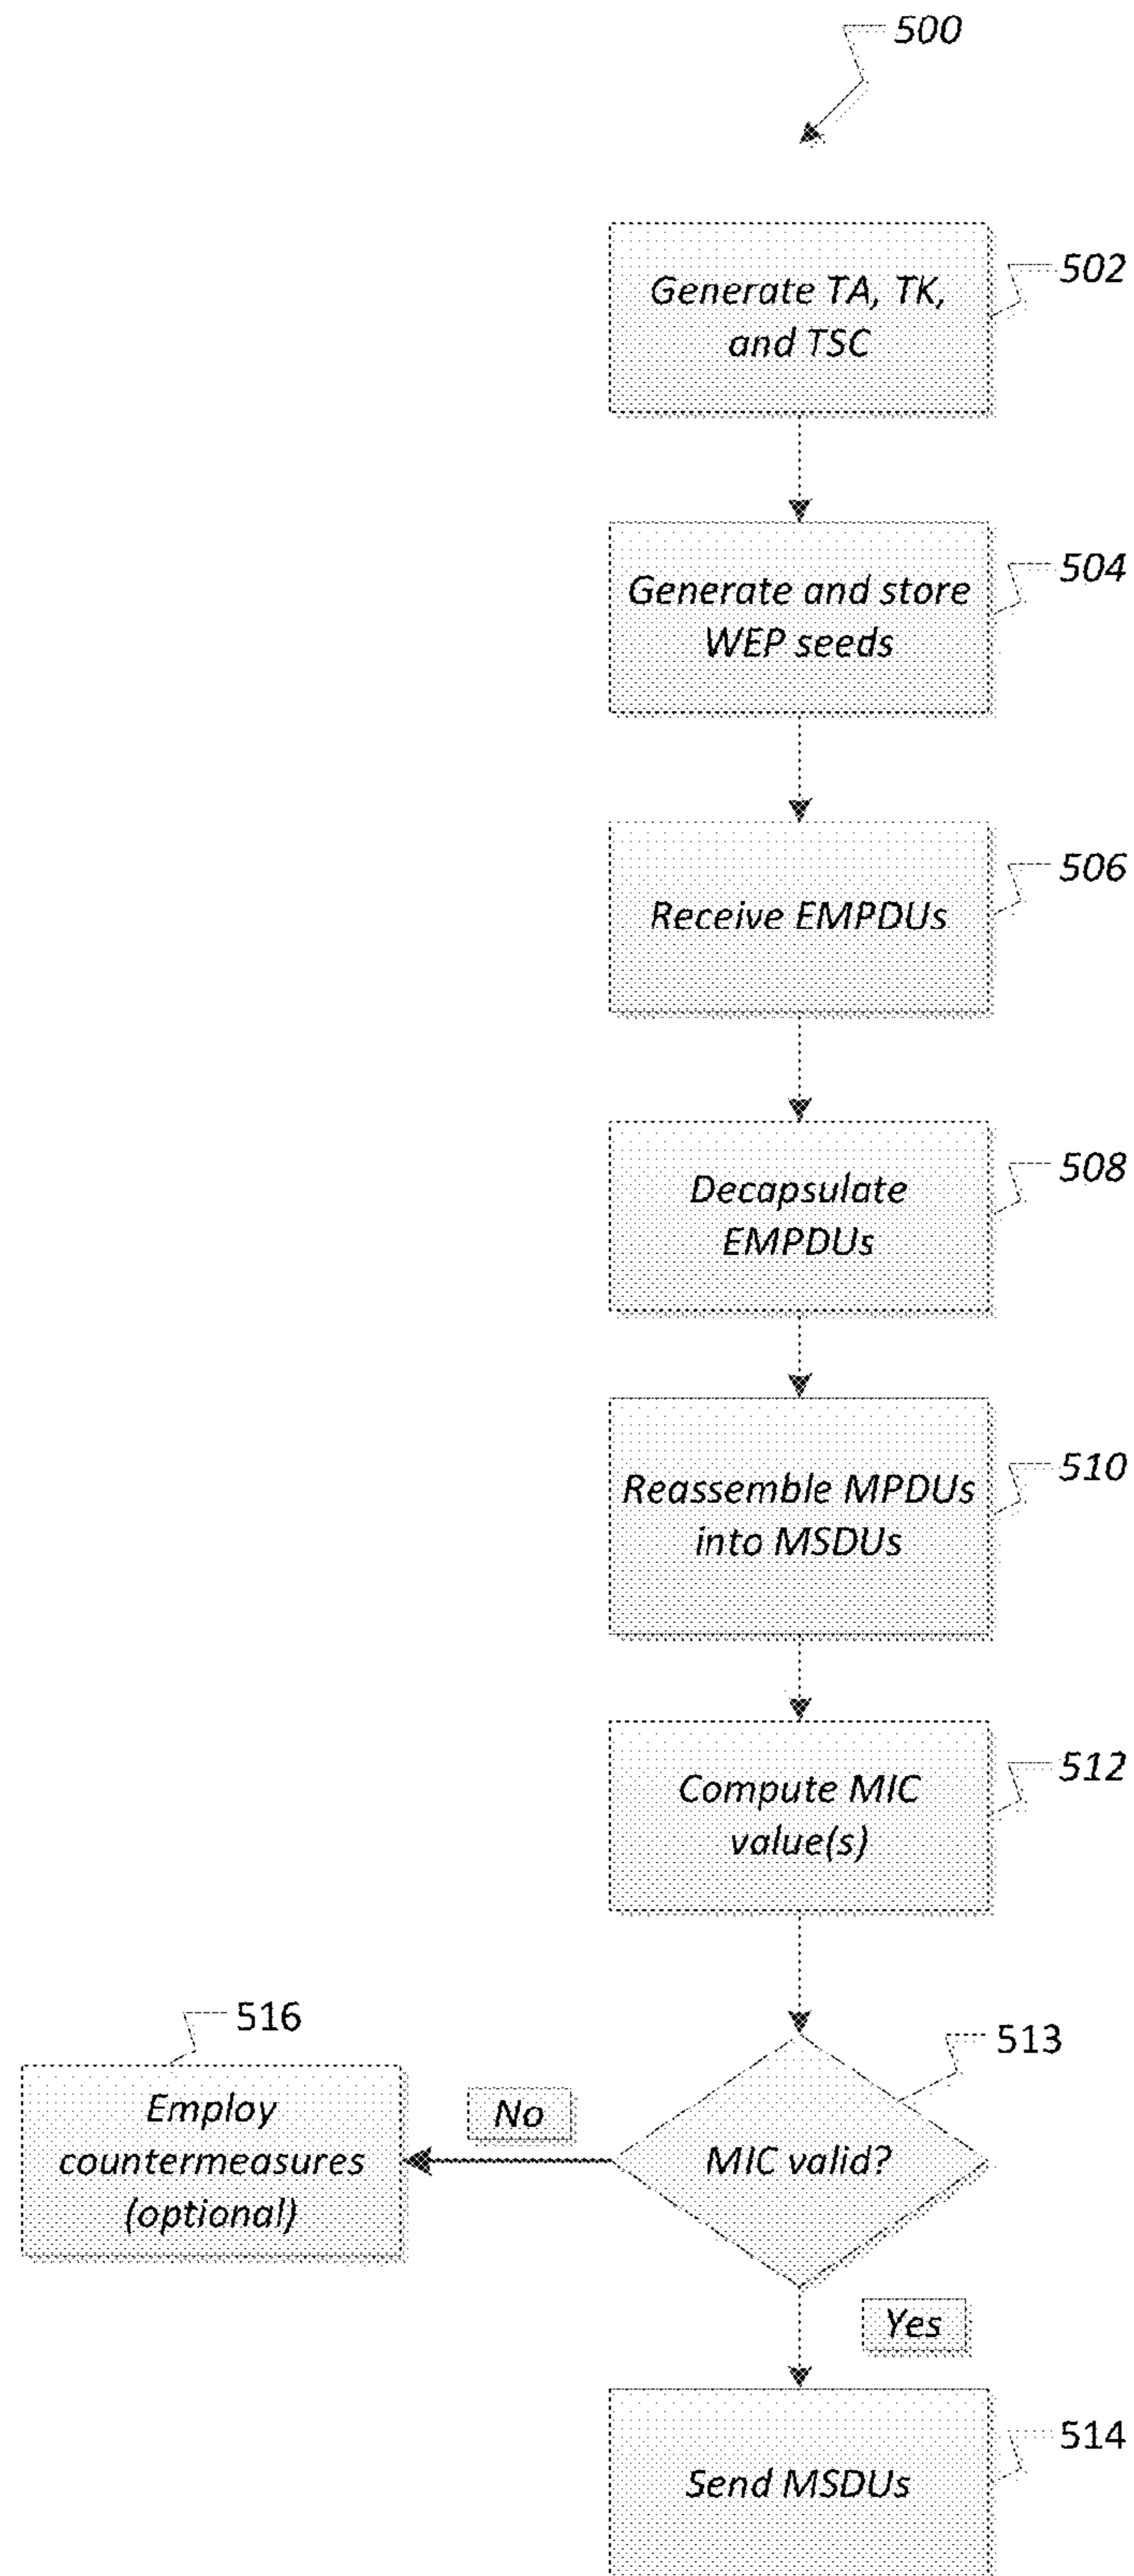 500
Generate TA, TK,
and TSC
502
Generate and store
WEP seeds
504
Receive EMPDUs
506
Decapsulate
EMPDUs
508
Reassemble MPDUs
into MSDUs
510
Compute MIC
value(s)
512
516
Employ
countermeasures
(optional)
No
MIC valid?
513
Yes
Send MSDUs
514